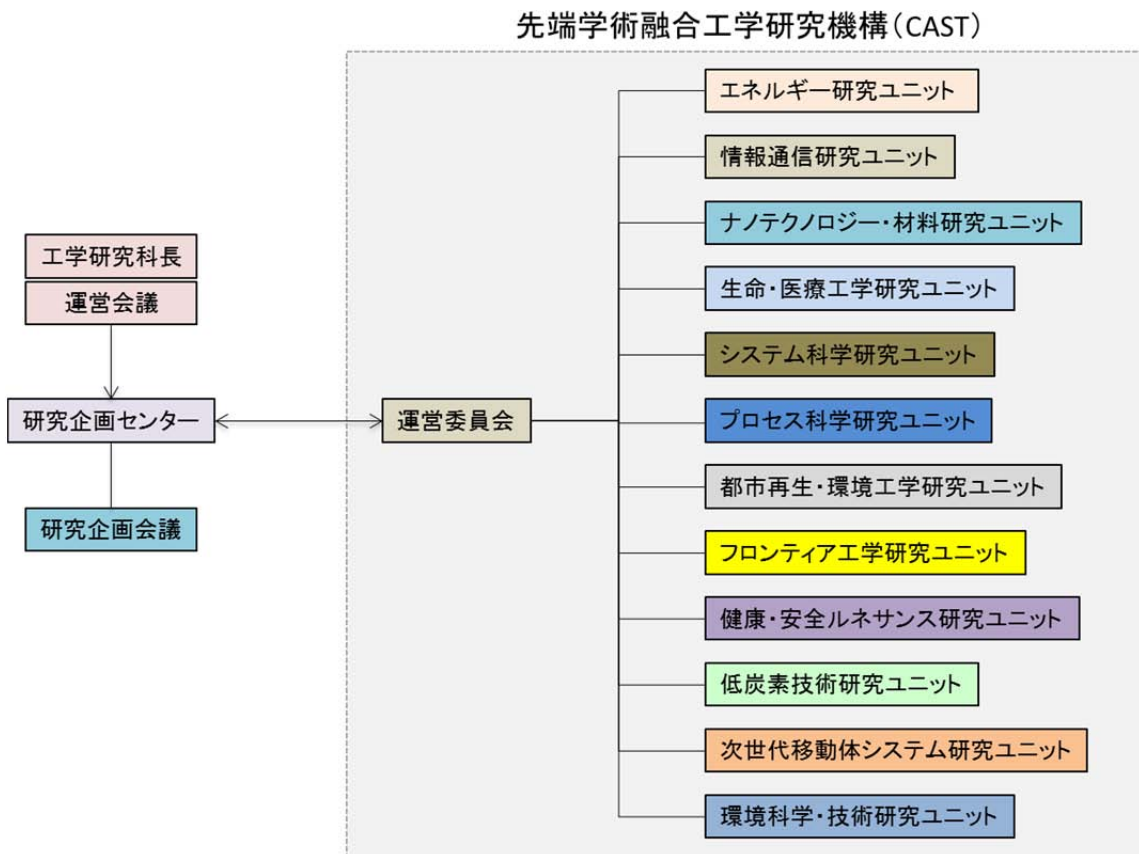 先端学術融合工学研究機構(CAST)
工学研究科長
運営会議
研究企画センター
研究企画会議
運営委員会
エネルギー研究ユニット
情報通信研究ユニット
ナノテクノロジー・材料研究ユニット
生命・医療工学研究ユニット
システム科学研究ユニット
プロセス科学研究ユニット
都市再生・環境工学研究ユニット
フロンティア工学研究ユニット
健康・安全ルネサンス研究ユニット
低炭素技術研究ユニット
次世代移動体システム研究ユニット
環境科学・技術研究ユニット